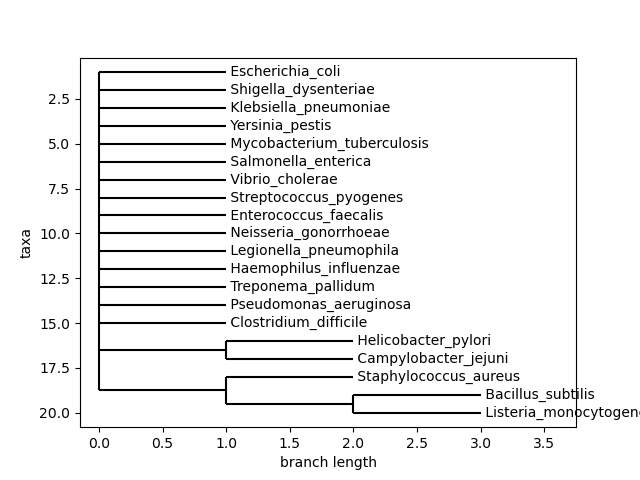 Escherichia_coli
Shigella_dysenteriae
2.5
Klebsiella_pneumoniae
Yersinia_pestis
5.0
Mycobacterium_tuberculosis
Salmonella_enterica
7.5
Vibrio_cholerae
Streptococcus_pyogenes
Enterococcus_faecalis
10.0
Neisseria_gonorrhoeae
taxa
Legionella_pneumophila
12.5
Haemophilus_influenzae
Treponema_pallidum
Pseudomonas_aeruginosa
15.0
Clostridium_difficile
Helicobacter_pylori
17.5
Campylobacter_jejuni
Staphylococcus_aureus
Bacillus_subtilis
20.0
Listeria_monocytogen
0.0 0.5 1.0 1.5 2.0 2.5 3.0 3.5
branch length